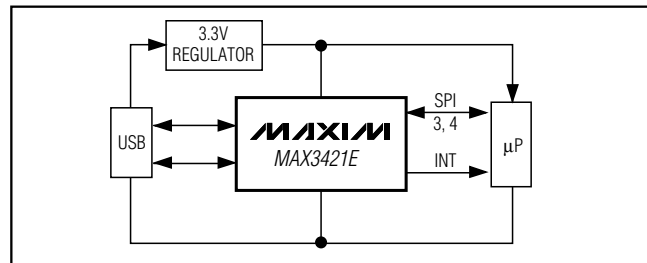 3.3V
REGULATOR
USB
MAXIM
MAX3421E
SPI
3, 4
INT
µP